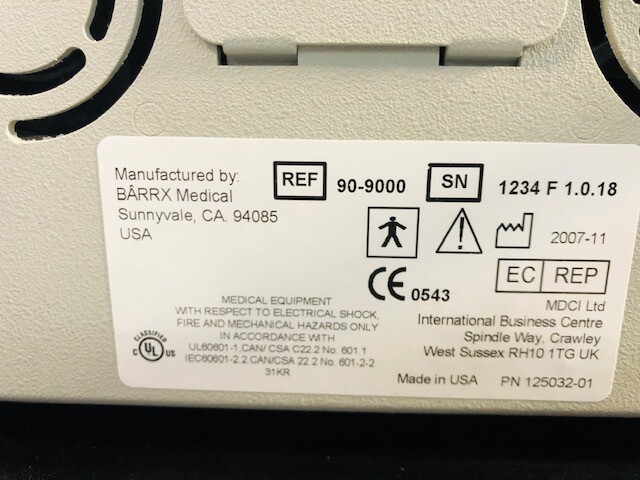 Manufactured by:
BÂRRX Medical
Sunnyvale, CA. 94085
USA
REF 90-9000 SN 1234 F 1.0.18
2007-11
CE 0543
EC REP
MDCI Ltd
International Business Centre
Spindle Way, Crawley
West Sussex RH10 1TG UK
MEDICAL EQUIPMENT
WITH RESPECT TO ELECTRICAL SHOCK,
FIRE AND MECHANICAL HAZARDS ONLY
IN ACCORDANCE WITH
UL60601-1,CAN/ CSA C22.2 No. 601.1
IEC60601-2.2.CAN/CSA 22.2 No. 601-2-2
31KR
CLASSIFIED
C UL US
Made in USA PN 125032-01